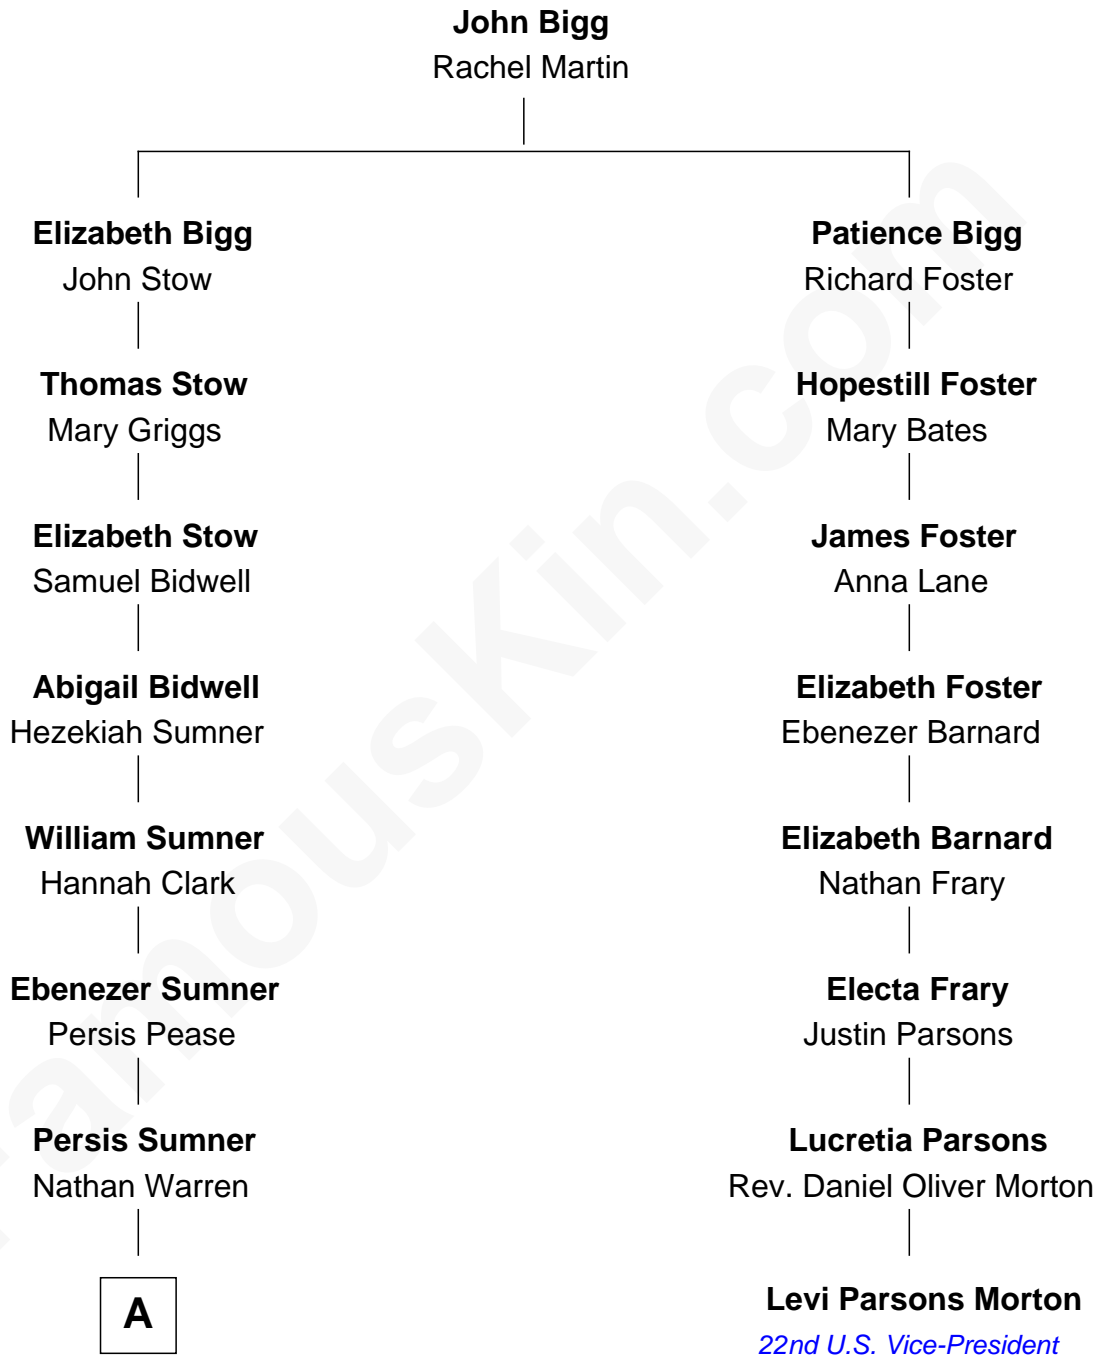 John Bigg
Rachel Martin
Elizabeth Bigg
John Stow
Patience Bigg
Richard Foster
Thomas Stow
Mary Griggs
Hopestill Foster
Mary Bates
Elizabeth Stow
Samuel Bidwell
James Foster
Anna Lane
Abigail Bidwell
Hezekiah Sumner
Elizabeth Foster
Ebenezer Barnard
William Sumner
Hannah Clark
Elizabeth Barnard
Nathan Frary
Ebenezer Sumner
Persis Pease
Electa Frary
Justin Parsons
Persis Sumner
Nathan Warren
Lucretia Parsons
Rev. Daniel Oliver Morton
A
Levi Parsons Morton
22nd U.S. Vice-President
FamousKin.com